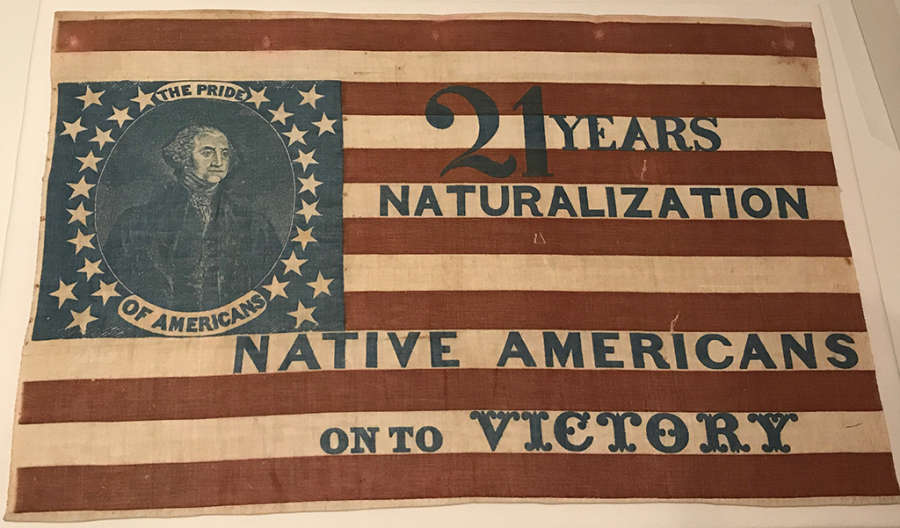 THE PRIDE
OF AMERICANS
21 YEARS
NATURALIZATION
NATIVE AMERICANS
ON TO VICTORY